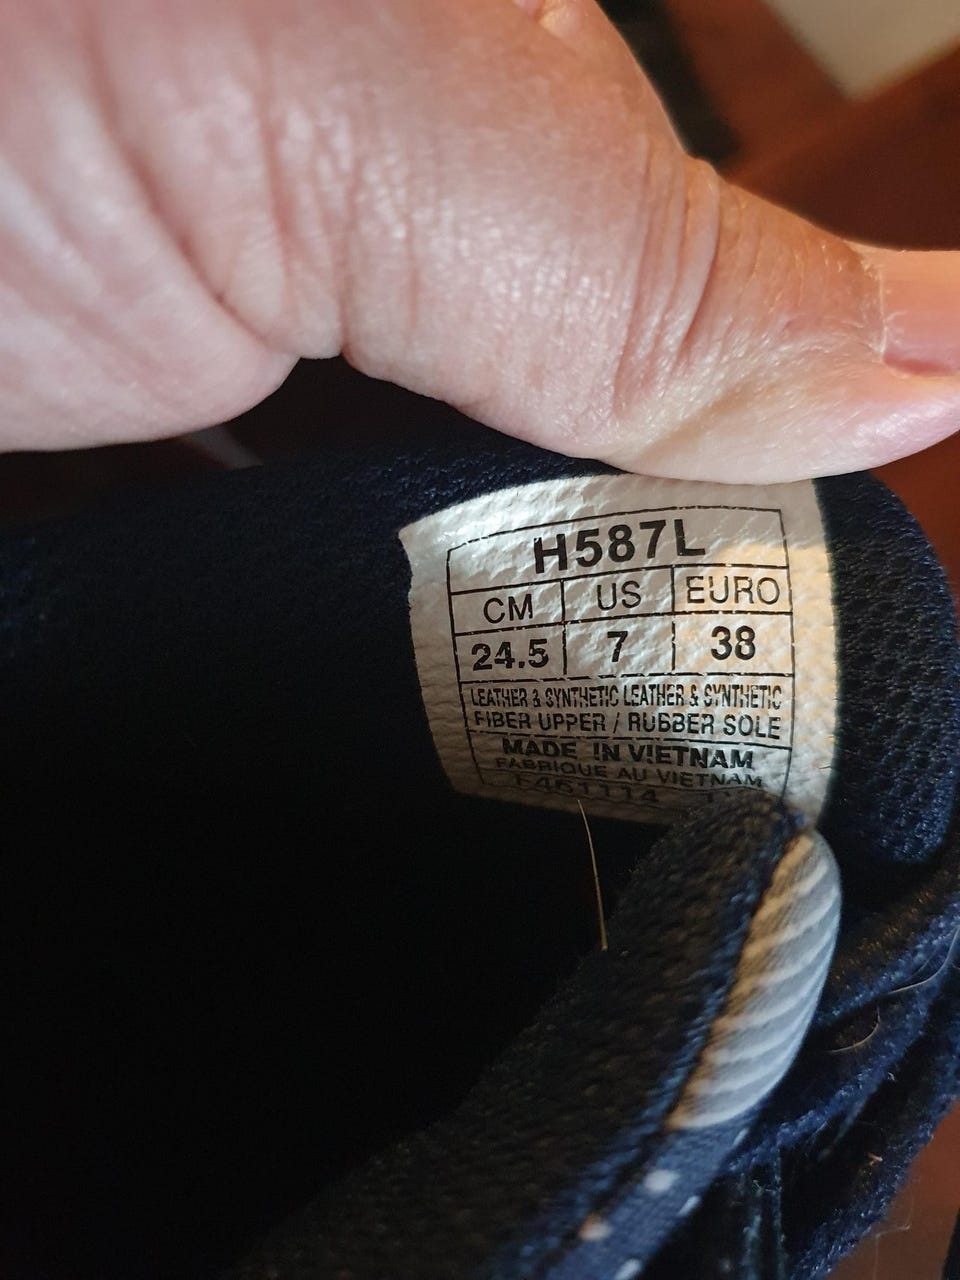 H587L
CM US EURO
24.5 7 38
LEATHER & SYNTHETIC LEATHER & SYNTHETIC
FIBER UPPER / RUBBER SOLE
MADE IN VIETNAM
FABRIQUE AU VIETNAM